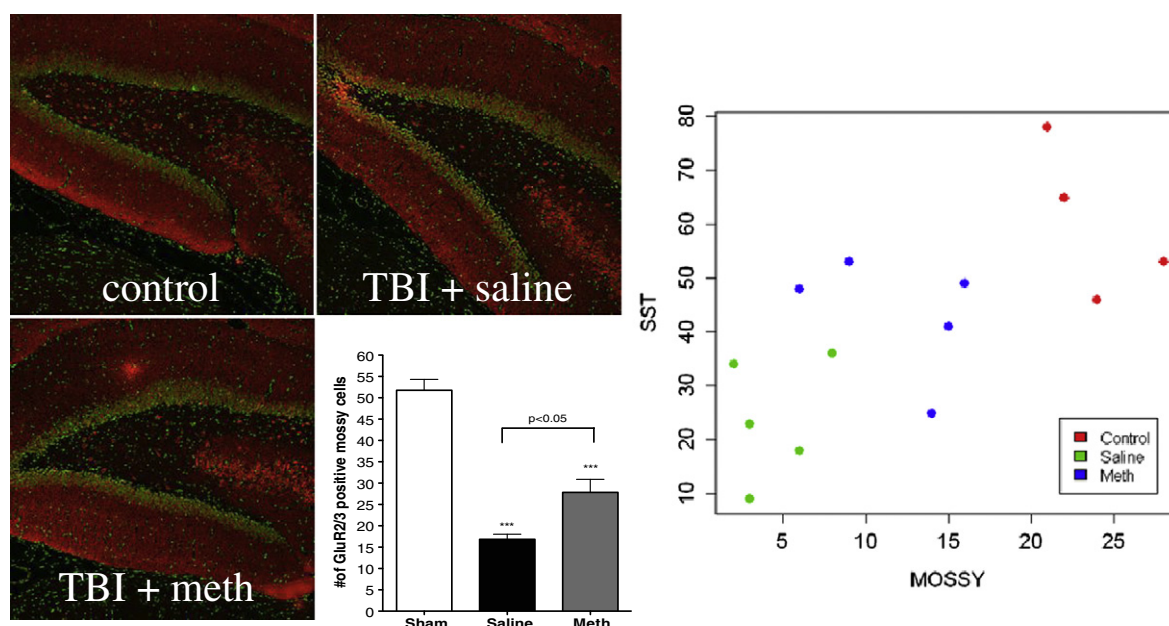 control
TBI + saline
TBI + meth
#of GluR2/3 positive mossy cells
60
55
50
45
40
35
30
25
20
15
10
5
0
p<0.05
***
***
Sham
Saline
Meth
SST
80
70
60
50
40
30
20
10
5
10
15
20
25
MOSSY
Control
Saline
Meth